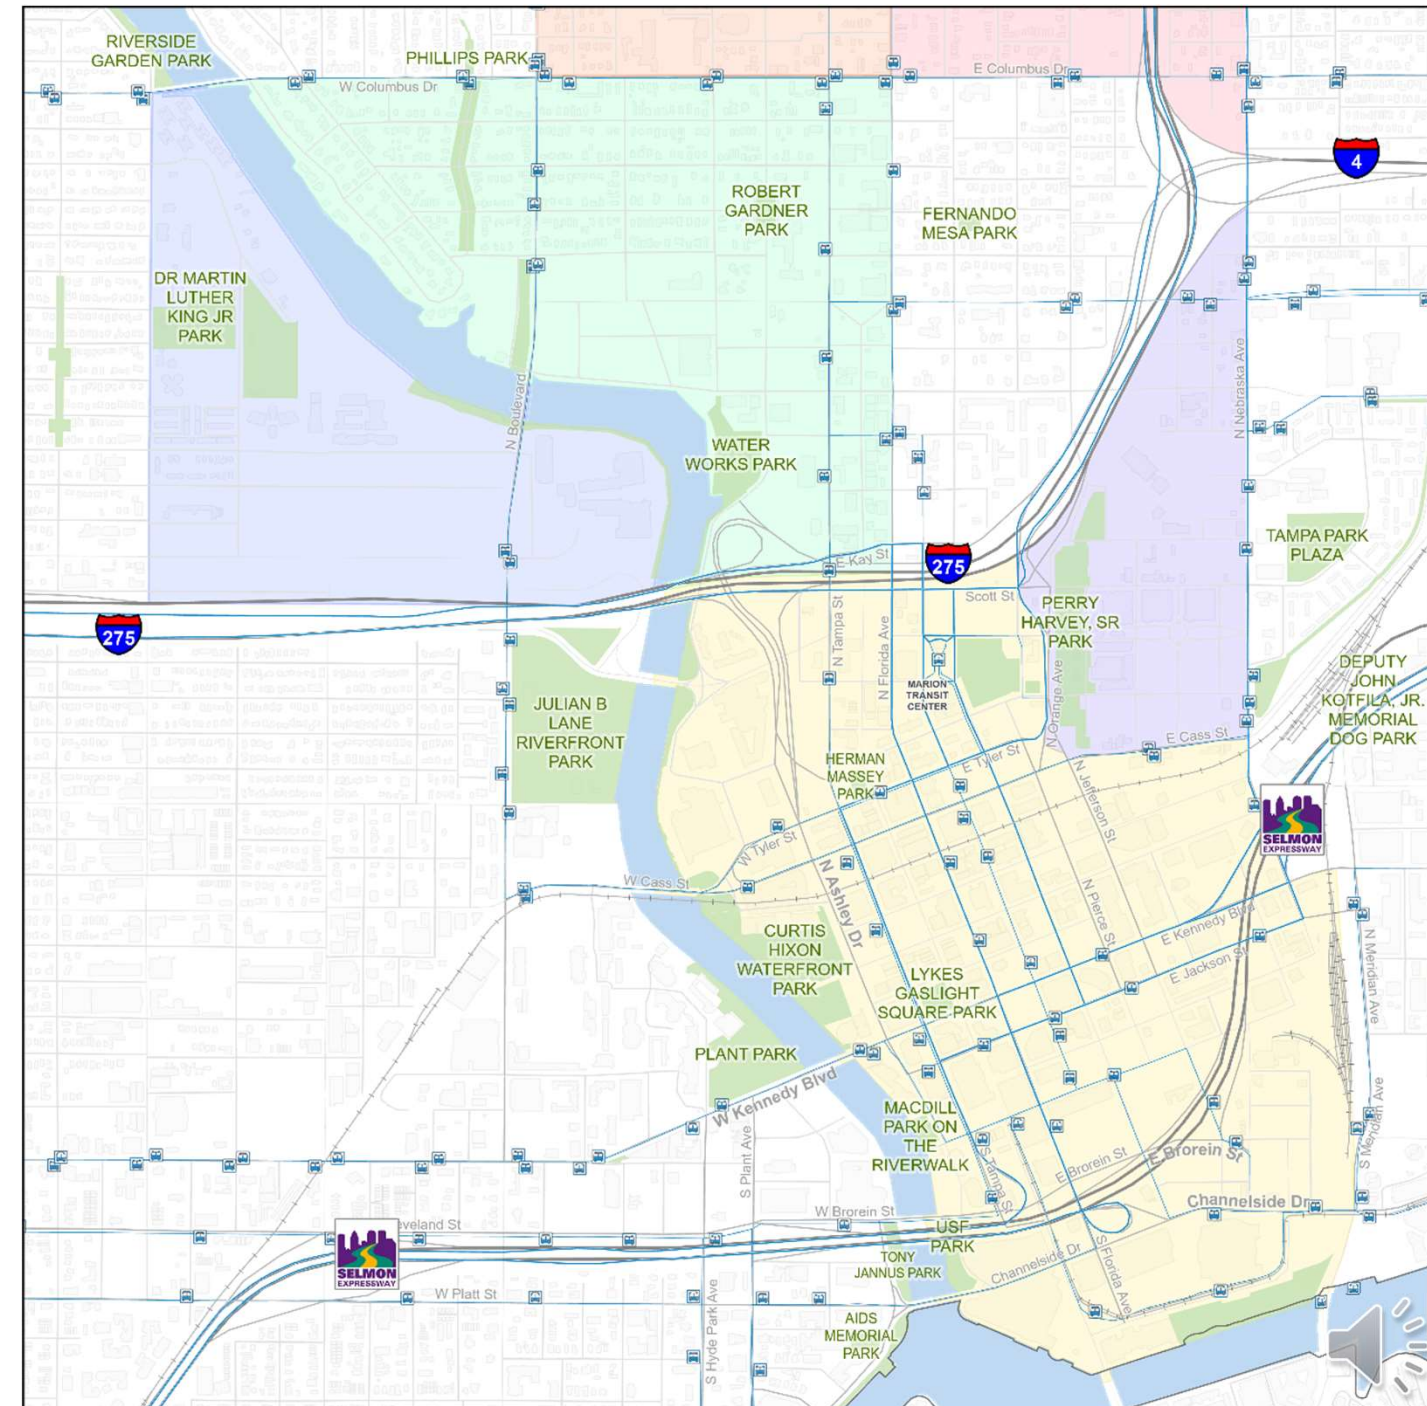 RIVERSIDE
GARDEN PARK
PHILLIPS PARK
W Columbus Dr
E Columbus Dr
4
ROBERT
GARDNER
PARK
FERNANDO
MESA PARK
DR MARTIN
LUTHER
KING JR
PARK
N Boulevard
N Nebraska Ave
WATER
WORKS PARK
TAMPA PARK
PLAZA
E Kay St
275
Scott St
275
PERRY
HARVEY, SR
PARK
N Tampa St
N Florida Ave
MARION
TRANSIT
CENTER
N Orange Ave
DEPUTY
JOHN
KOTFILA, JR.
MEMORIAL
DOG PARK
JULIAN B
LANE
RIVERFRONT
PARK
E Cass St
HERMAN
MASSEY
PARK
E Tyler St
N Jefferson St
SELMON
EXPRESSWAY
W Tyler St
W Cass St
N Ashley Dr
N Pierce St
E Kennedy Blvd
CURTIS
HIXON
WATERFRONT
PARK
E Jackson St
N Meridian Ave
LYKES
GASLIGHT
SQUARE PARK
PLANT PARK
W Kennedy Blvd
MACDILL
PARK ON
THE
RIVERWALK
S Meridian Ave
S Plant Ave
S Tampa St
E Brorein St
E Brorein St
Channelside Dr
W Brorein St
eveland St
USF
PARK
SELMON
EXPRESSWAY
TONY
JANNUS PARK
Channelside Dr
S Florida Ave
W Platt St
S Hyde Park Ave
AIDS
MEMORIAL
PARK